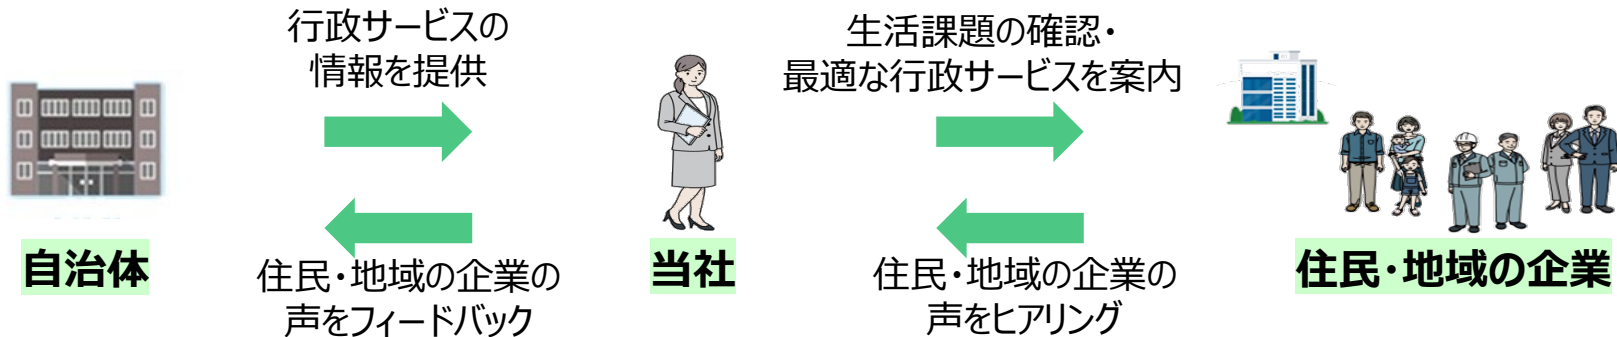 行政サービスの
情報を提供
生活課題の確認・
最適な行政サービスを案内
自治体
住民・地域の企業の
声をフィードバック
当社
住民・地域の企業の
声をヒアリング
住民・地域の企業